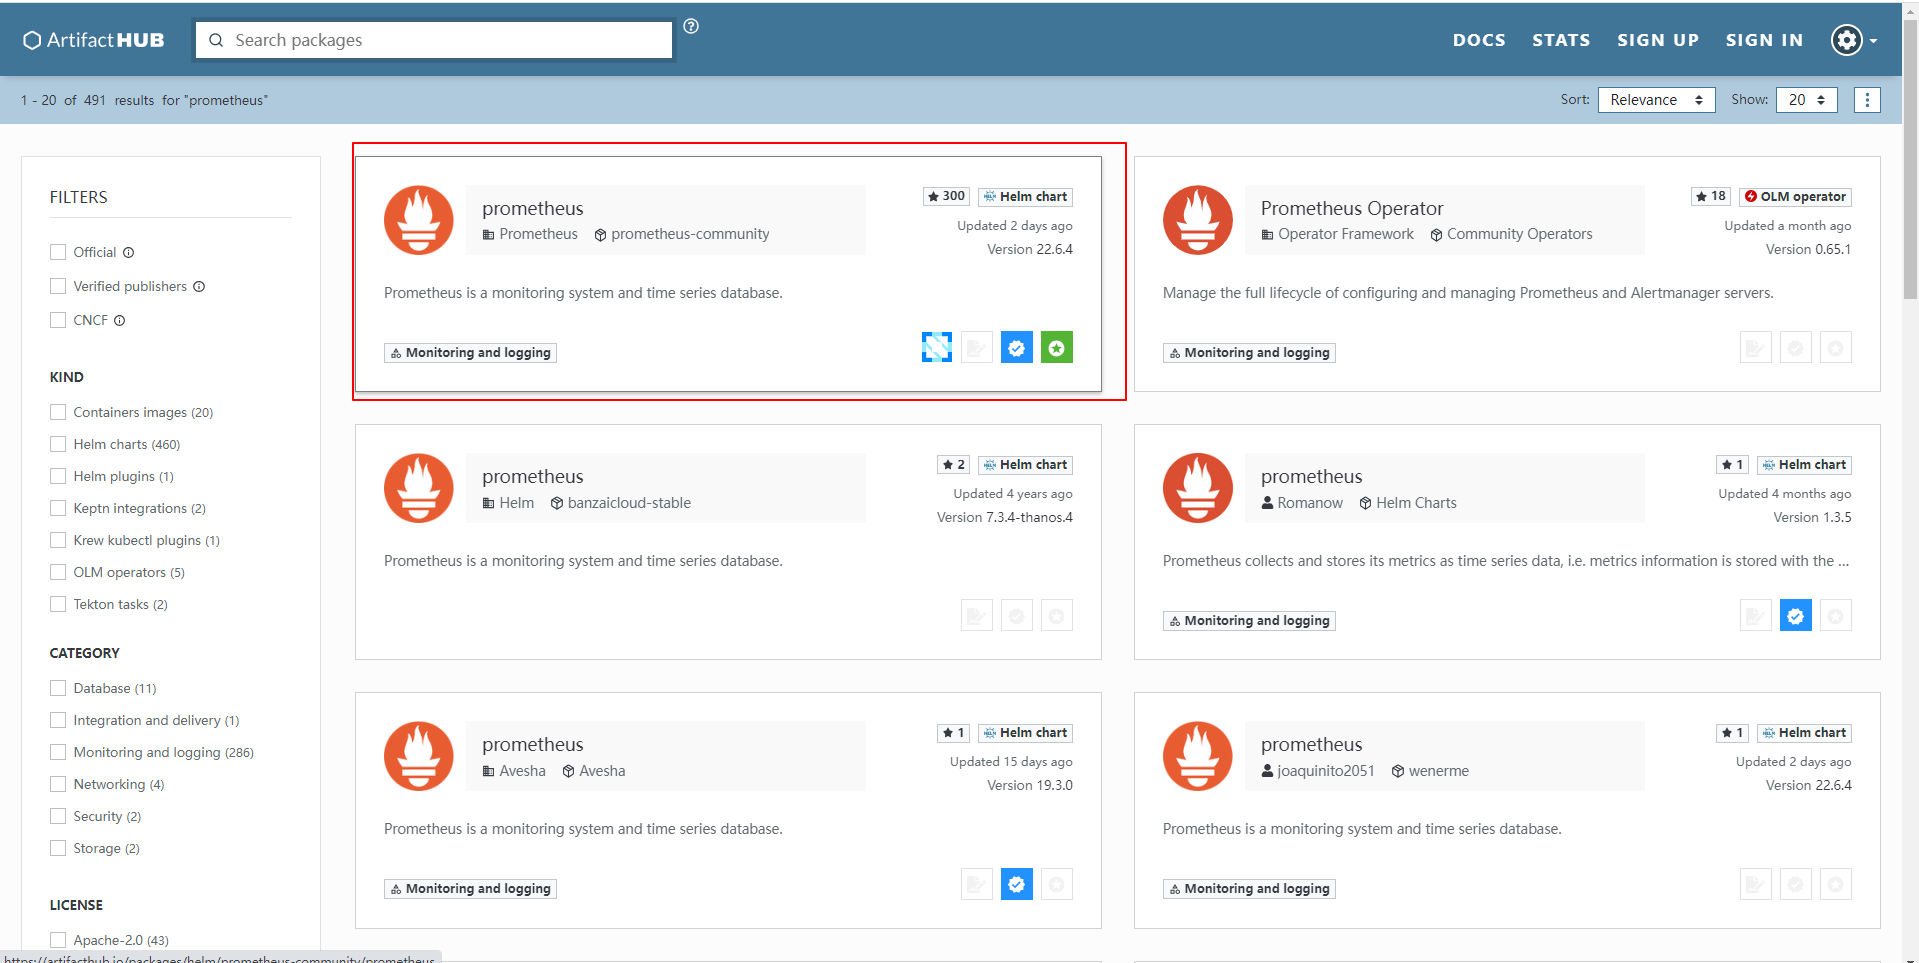 ArtifactHUB
Search packages
DOCS STATS SIGN UP SIGN IN
1 - 20 of 491 results for "prometheus"
Sort: Relevance Show: 20
FILTERS
Official
Verified publishers
CNCF
KIND
Containers images (20)
Helm charts (460)
Helm plugins (1)
Keptn integrations (2)
Krew kubectl plugins (1)
OLM operators (5)
Tekton tasks (2)
CATEGORY
Database (11)
Integration and delivery (1)
Monitoring and logging (286)
Networking (4)
Security (2)
Storage (2)
LICENSE
Apache-2.0 (43)
prometheus
Prometheus prometheus-community
300 Helm chart
Updated 2 days ago
Version 22.6.4
Prometheus is a monitoring system and time series database.
Monitoring and logging
Prometheus Operator
Operator Framework Community Operators
18 OLM operator
Updated a month ago
Version 0.65.1
Manage the full lifecycle of configuring and managing Prometheus and Alertmanager servers.
Monitoring and logging
prometheus
Helm banzaicloud-stable
2 HELM Helm chart
Updated 4 years ago
Version 7.3.4-thanos.4
Prometheus is a monitoring system and time series database.
prometheus
Romanow Helm Charts
1 HELM Helm chart
Updated 4 months ago
Version 1.3.5
Prometheus collects and stores its metrics as time series data, i.e. metrics information is stored with the ...
Monitoring and logging
prometheus
Avesha Avesha
1 HELM Helm chart
Updated 15 days ago
Version 19.3.0
Prometheus is a monitoring system and time series database.
Monitoring and logging
prometheus
joaquinito2051 wenerme
1 HELM Helm chart
Updated 2 days ago
Version 22.6.4
Prometheus is a monitoring system and time series database.
Monitoring and logging
https://artifacthub.io/packages/helm/prometheus-community/prometheus